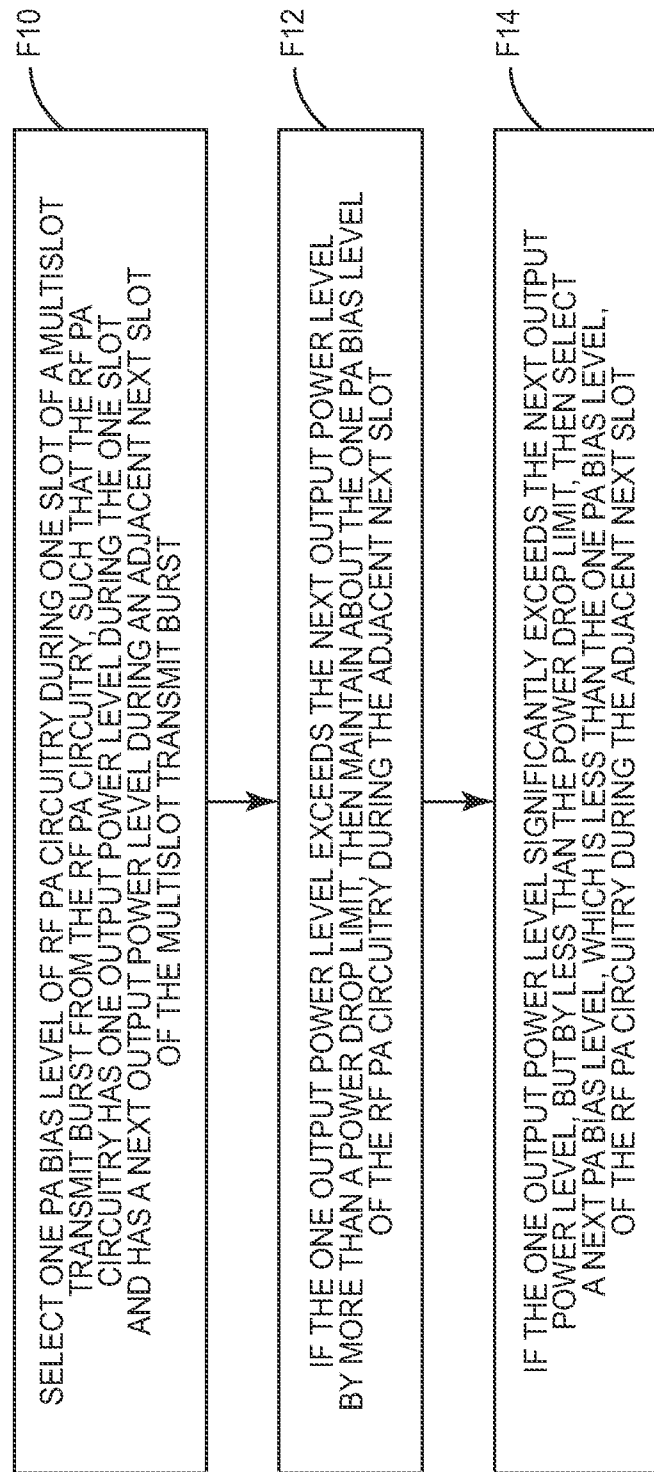 SELECT ONE PA BIAS LEVEL OF RF PA CIRCUITRY DURING ONE SLOT OF A MULTISLOT
TRANSMIT BURST FROM THE RF PA CIRCUITRY, SUCH THAT THE RF PA
CIRCUITRY HAS ONE OUTPUT POWER LEVEL DURING THE ONE SLOT
AND HAS A NEXT OUTPUT POWER LEVEL DURING AN ADJACENT NEXT SLOT
OF THE MULTISLOT TRANSMIT BURST
F10
IF THE ONE OUTPUT POWER LEVEL EXCEEDS THE NEXT OUTPUT POWER LEVEL
BY MORE THAN A POWER DROP LIMIT, THEN MAINTAIN ABOUT THE ONE PA BIAS LEVEL
OF THE RF PA CIRCUITRY DURING THE ADJACENT NEXT SLOT
F12
IF THE ONE OUTPUT POWER LEVEL SIGNIFICANTLY EXCEEDS THE NEXT OUTPUT
POWER LEVEL, BUT BY LESS THAN THE POWER DROP LIMIT, THEN SELECT
A NEXT PA BIAS LEVEL, WHICH IS LESS THAN THE ONE PA BIAS LEVEL,
OF THE RF PA CIRCUITRY DURING THE ADJACENT NEXT SLOT
F14